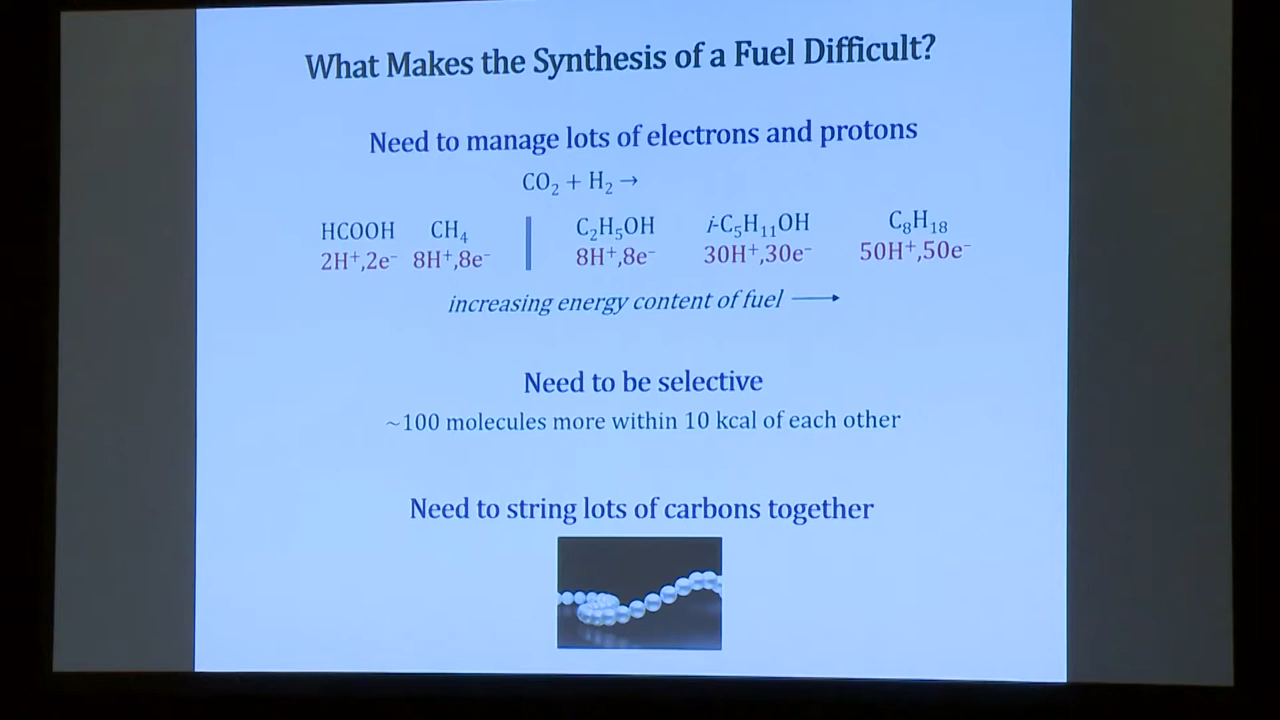 What Makes the Synthesis of a Fuel Difficult?
Need to manage lots of electrons and protons
CO₂ + H₂ →
HCOOH CH₄ C₂H₅OH i-C₅H₁₁OH C₈H₁₈
2H⁺,2e⁻ 8H⁺,8e⁻ 8H⁺,8e⁻ 30H⁺,30e⁻ 50H⁺,50e⁻
increasing energy content of fuel →
Need to be selective
~100 molecules more within 10 kcal of each other
Need to string lots of carbons together